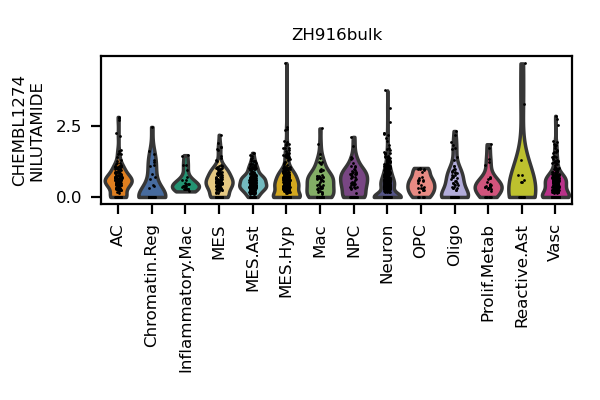 ZH916bulk
CHEMBL1274
NILUTAMIDE
2.5
0.0
AC
Chromatin.Reg
Inflammatory.Mac
MES
MES.Ast
MES.Hyp
Mac
NPC
Neuron
OPC
Oligo
Prolif.Metab
Reactive.Ast
Vasc